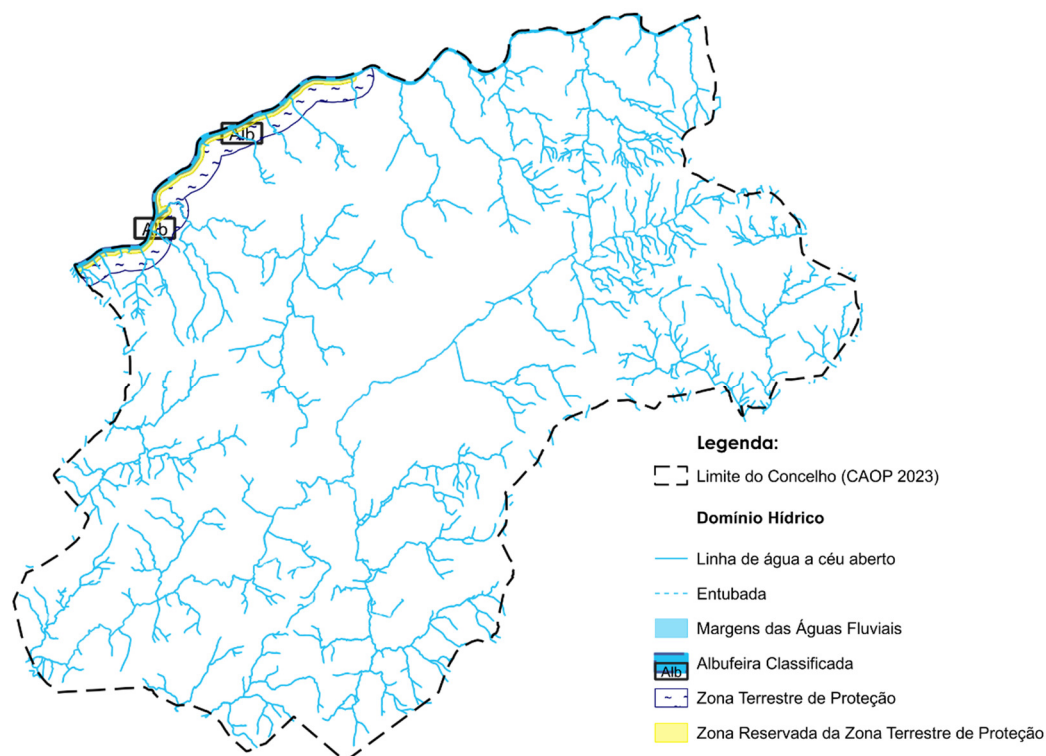 Alb
Alb
Legenda:
Limite do Concelho (CAOP 2023)
Domínio Hídrico
Linha de água a céu aberto
Entubada
Margens das Águas Fluviais
Albufeira Classificada
Alb
Zona Terrestre de Proteção
Zona Reservada da Zona Terrestre de Proteção